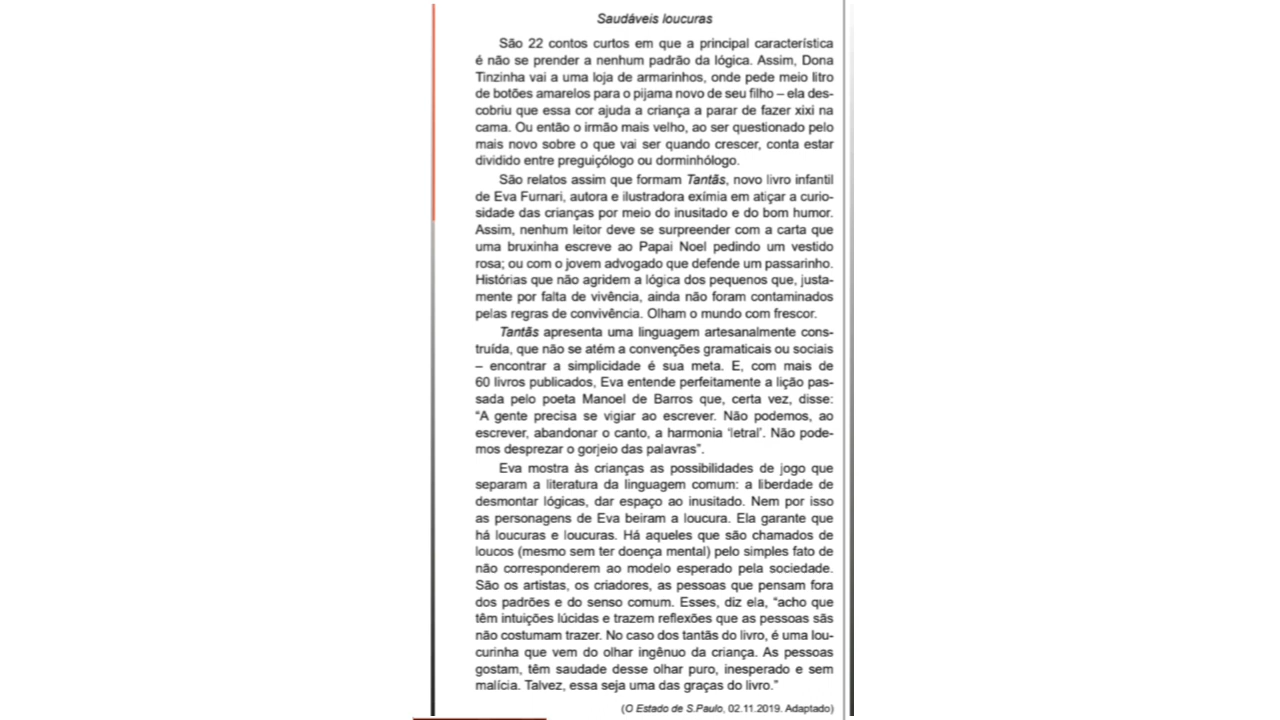 Saudáveis loucuras
São 22 contos curtos em que a principal característica
é não se prender a nenhum padrão da lógica. Assim, Dona
Tinzinha vai a uma loja de armarinhos, onde pede meio litro
de botões amarelos para o pijama novo de seu filho – ela des-
cobriu que essa cor ajuda a criança a parar de fazer xixi na
cama. Ou então o irmão mais velho, ao ser questionado pelo
mais novo sobre o que vai ser quando crescer, conta estar
dividido entre preguiçólogo ou dorminhólogo.
São relatos assim que formam Tantãs, novo livro infantil
de Eva Furnari, autora e ilustradora exímia em atiçar a curio-
sidade das crianças por meio do inusitado e do bom humor.
Assim, nenhum leitor deve se surpreender com a carta que
uma bruxinha escreve ao Papai Noel pedindo um vestido
rosa; ou com o jovem advogado que defende um passarinho.
Histórias que não agridem a lógica dos pequenos que, justa-
mente por falta de vivência, ainda não foram contaminados
pelas regras de convivência. Olham o mundo com frescor.
Tantãs apresenta uma linguagem artesanalmente cons-
truída, que não se atém a convenções gramaticais ou sociais
– encontrar a simplicidade é sua meta. E, com mais de
60 livros publicados, Eva entende perfeitamente a lição pas-
sada pelo poeta Manoel de Barros que, certa vez, disse:
“A gente precisa se vigiar ao escrever. Não podemos, ao
escrever, abandonar o canto, a harmonia ‘letral’. Não pode-
mos desprezar o gorjeio das palavras”.
Eva mostra às crianças as possibilidades de jogo que
separam a literatura da linguagem comum: a liberdade de
desmontar lógicas, dar espaço ao inusitado. Nem por isso
as personagens de Eva beiram a loucura. Ela garante que
há loucuras e loucuras. Há aqueles que são chamados de
loucos (mesmo sem ter doença mental) pelo simples fato de
não corresponderem ao modelo esperado pela sociedade.
São os artistas, os criadores, as pessoas que pensam fora
dos padrões e do senso comum. Esses, diz ela, “acho que
têm intuições lúcidas e trazem reflexões que as pessoas sãs
não costumam trazer. No caso dos tantãs do livro, é uma lou-
curinha que vem do olhar ingênuo da criança. As pessoas
gostam, têm saudade desse olhar puro, inesperado e sem
malícia. Talvez, essa seja uma das graças do livro.”
(O Estado de S.Paulo, 02.11.2019. Adaptado)